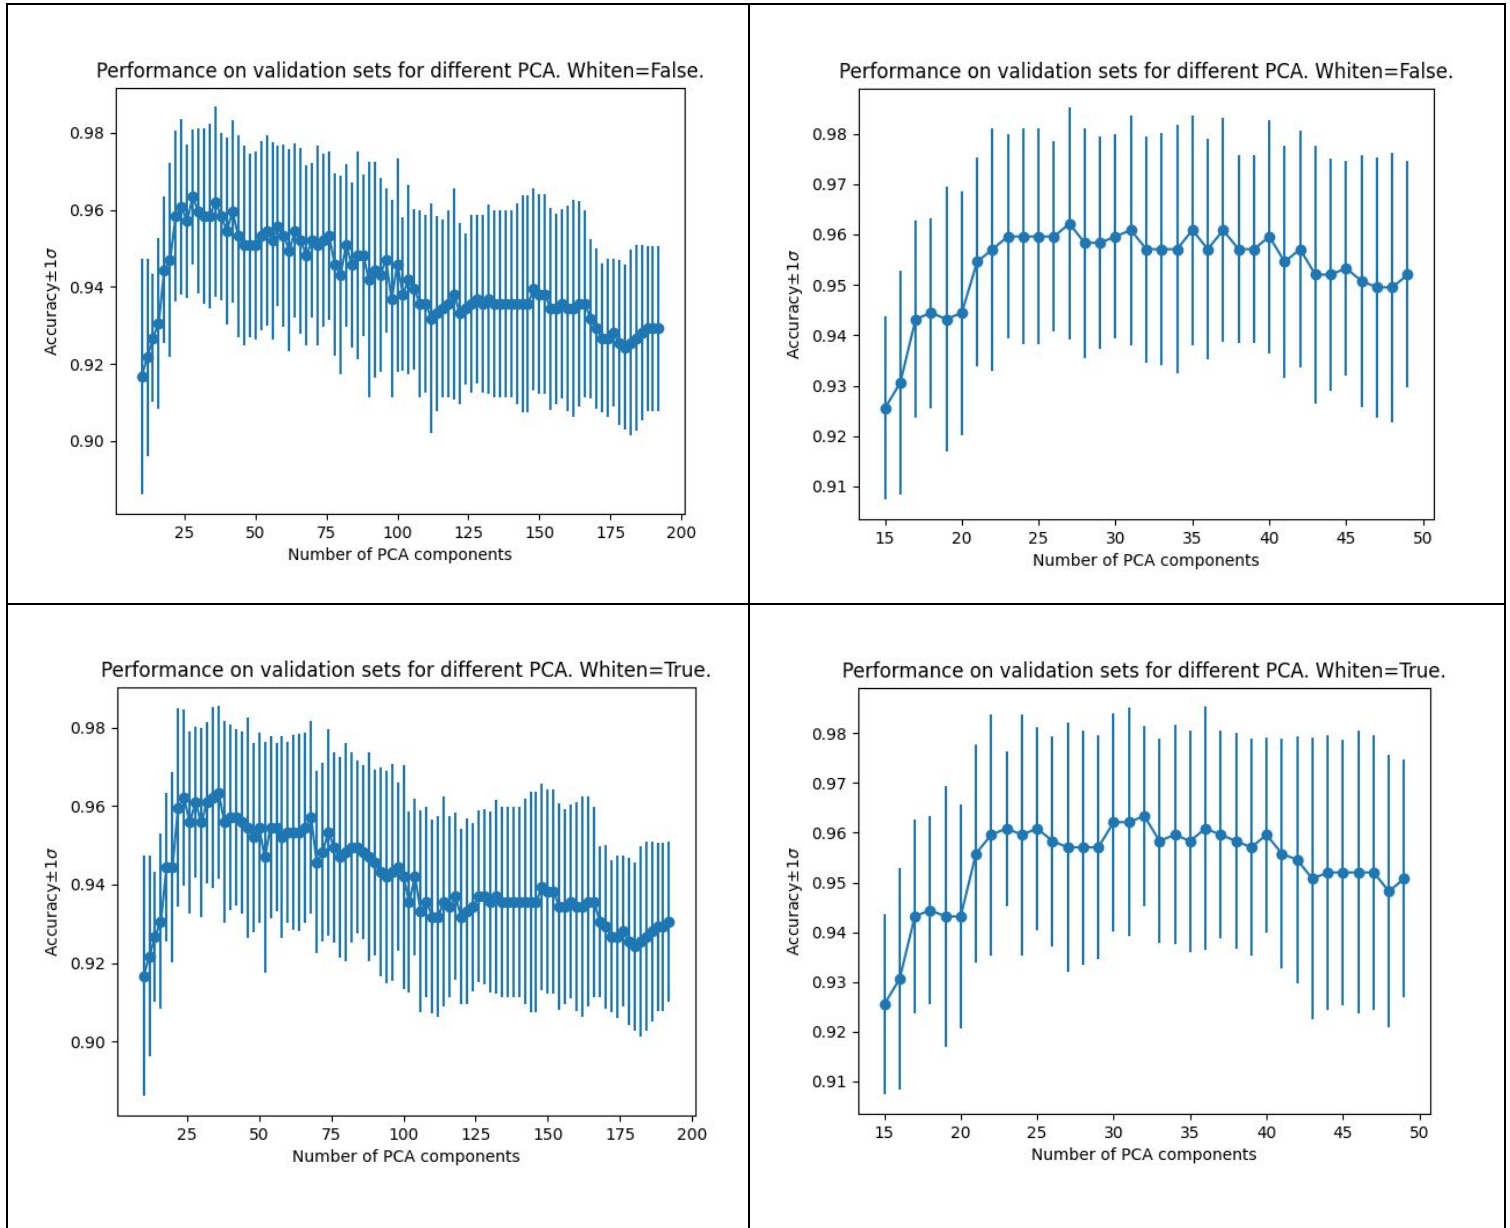 Performance on validation sets for different PCA. Whiten=False.
0.98
0.96
0.94
0.92
0.90
Accuracy±1σ
25 50 75 100 125 150 175 200
Number of PCA components
Performance on validation sets for different PCA. Whiten=False.
0.98
0.97
0.96
0.95
0.94
0.93
0.92
0.91
Accuracy±1σ
15 20 25 30 35 40 45 50
Number of PCA components
Performance on validation sets for different PCA. Whiten=True.
0.98
0.96
0.94
0.92
0.90
Accuracy±1σ
25 50 75 100 125 150 175 200
Number of PCA components
Performance on validation sets for different PCA. Whiten=True.
0.98
0.97
0.96
0.95
0.94
0.93
0.92
0.91
Accuracy±1σ
15 20 25 30 35 40 45 50
Number of PCA components